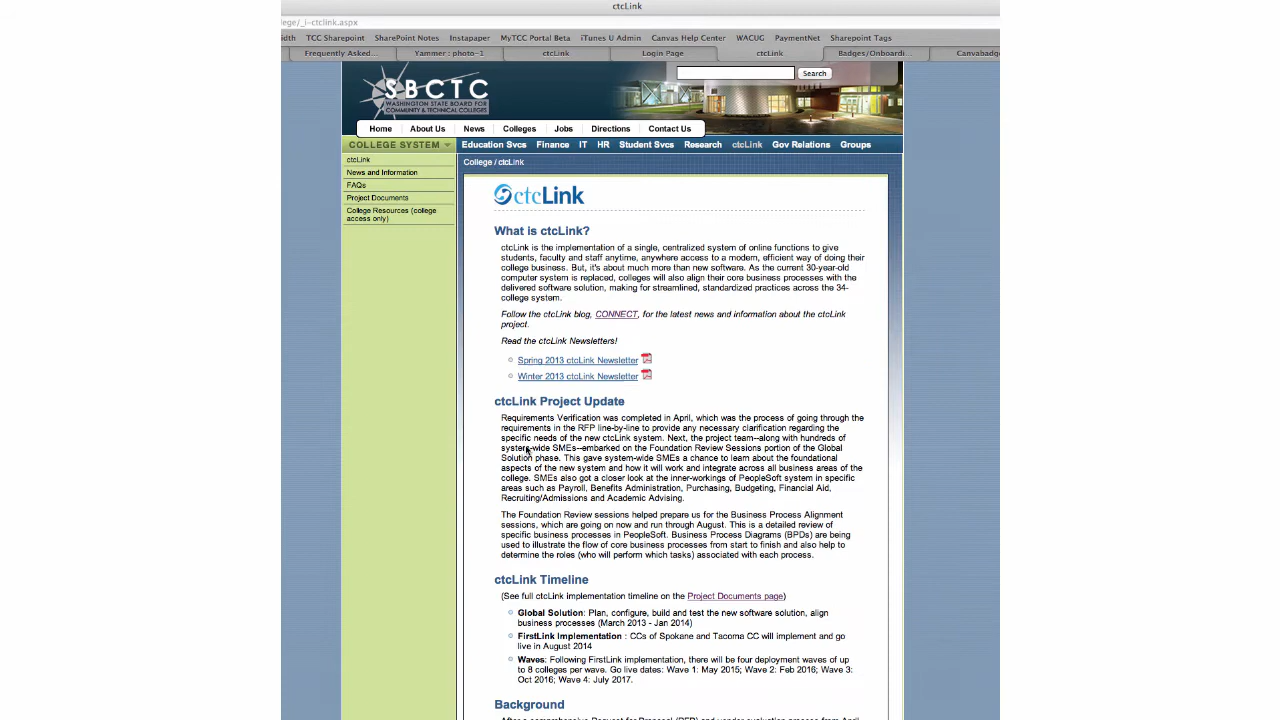 ctcLink
lege/_i-ctclink.aspx
idth TCC Sharepoint SharePoint Notes Instapaper MyTCC Portal Beta iTunes U Admin Canvas Help Center WACUG PaymentNet Sharepoint Tags
Frequently Asked... Yammer : photo-1 ctcLink Login Page ctcLink Badges/Onboardi... Canvabadg
Search
SBCTC
WASHINGTON STATE BOARD FOR
COMMUNITY & TECHNICAL COLLEGES
Home About Us News Colleges Jobs Directions Contact Us
COLLEGE SYSTEM Education Svcs Finance IT HR Student Svcs Research ctcLink Gov Relations Groups
ctcLink
News and Information
FAQs
Project Documents
College Resources (college
access only)
College / ctcLink
ctcLink
What is ctcLink?
ctcLink is the implementation of a single, centralized system of online functions to give
students, faculty and staff anytime, anywhere access to a modern, efficient way of doing their
college business. But, it's about much more than new software. As the current 30-year-old
computer system is replaced, colleges will also align their core business processes with the
delivered software solution, making for streamlined, standardized practices across the 34-
college system.
Follow the ctcLink blog, CONNECT, for the latest news and information about the ctcLink
project.
Read the ctcLink Newsletters!
Spring 2013 ctcLink Newsletter
Winter 2013 ctcLink Newsletter
ctcLink Project Update
Requirements Verification was completed in April, which was the process of going through the
requirements in the RFP line-by-line to provide any necessary clarification regarding the
specific needs of the new ctcLink system. Next, the project team--along with hundreds of
system-wide SMEs--embarked on the Foundation Review Sessions portion of the Global
Solution phase. This gave system-wide SMEs a chance to learn about the foundational
aspects of the new system and how it will work and integrate across all business areas of the
college. SMEs also got a closer look at the inner-workings of PeopleSoft system in specific
areas such as Payroll, Benefits Administration, Purchasing, Budgeting, Financial Aid,
Recruiting/Admissions and Academic Advising.
The Foundation Review sessions helped prepare us for the Business Process Alignment
sessions, which are going on now and run through August. This is a detailed review of
specific business processes in PeopleSoft. Business Process Diagrams (BPDs) are being
used to illustrate the flow of core business processes from start to finish and also help to
determine the roles (who will perform which tasks) associated with each process.
ctcLink Timeline
(See full ctcLink implementation timeline on the Project Documents page)
Global Solution: Plan, configure, build and test the new software solution, align
business processes (March 2013 - Jan 2014)
FirstLink Implementation : CCs of Spokane and Tacoma CC will implement and go
live in August 2014
Waves: Following FirstLink implementation, there will be four deployment waves of up
to 8 colleges per wave. Go live dates: Wave 1: May 2015; Wave 2: Feb 2016; Wave 3:
Oct 2016; Wave 4: July 2017.
Background
After a comprehensive Request for Proposal (RFP) and vendor evaluation process from April